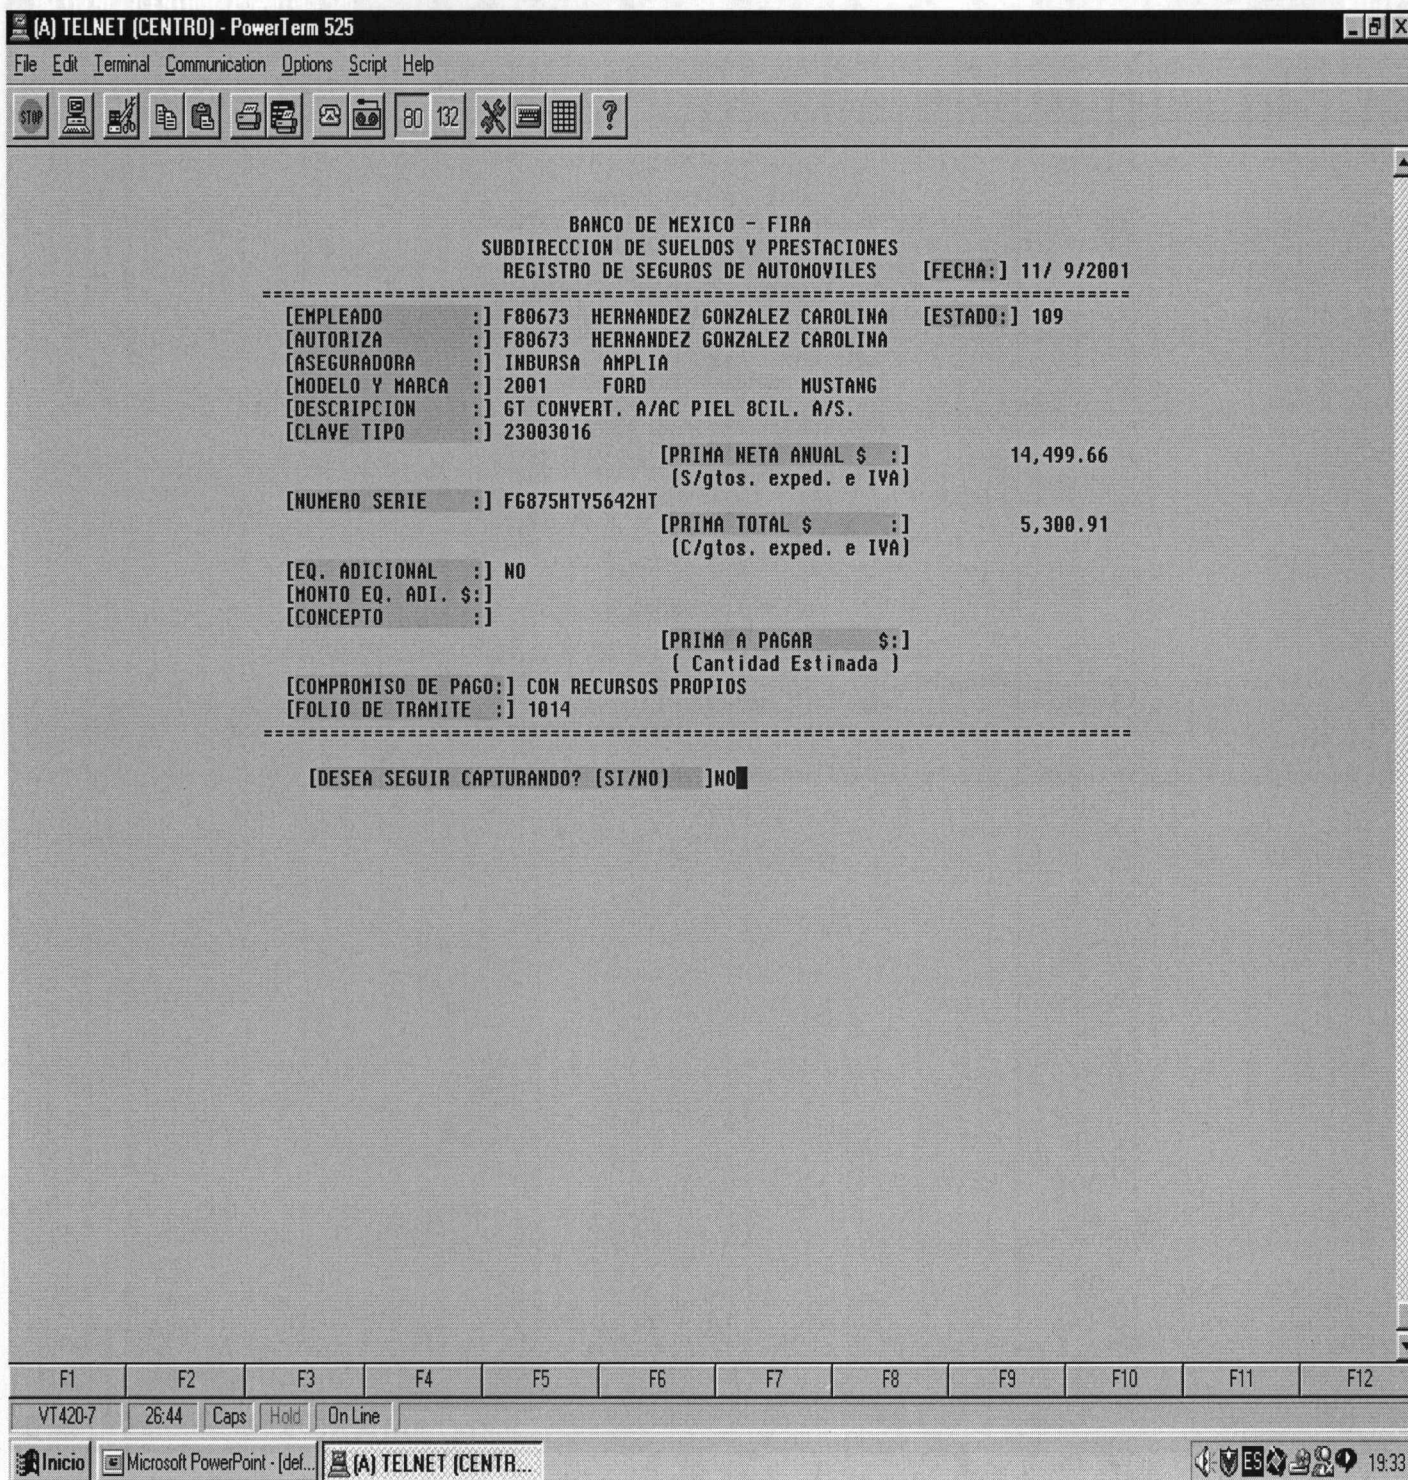 (A) TELNET (CENTRO) - PowerTerm 525
File Edit Terminal Communication Options Script Help
STOP 80 132 ?
BANCO DE MEXICO - FIRA
SUBDIRECCION DE SUELDOS Y PRESTACIONES
REGISTRO DE SEGUROS DE AUTOMOVILES [FECHA:] 11/ 9/2001
[EMPLEADO :] F80673 HERNANDEZ GONZALEZ CAROLINA [ESTADO:] 109
[AUTORIZA :] F80673 HERNANDEZ GONZALEZ CAROLINA
[ASEGURADORA :] INBURSA AMPLIA
[MODELO Y MARCA :] 2001 FORD MUSTANG
[DESCRIPCION :] GT CONVERT. A/AC PIEL 8CIL. A/S.
[CLAVE TIPO :] 23003016
[PRIMA NETA ANUAL $ :] 14,499.66
(S/gtos. exped. e IVA)
[NUMERO SERIE :] FG875HTY5642HT
[PRIMA TOTAL $ :] 5,300.91
(C/gtos. exped. e IVA)
[EQ. ADICIONAL :] NO
[MONTO EQ. ADI. $:]
[CONCEPTO :]
[PRIMA A PAGAR $:]
( Cantidad Estimada )
[COMPROMISO DE PAGO:] CON RECURSOS PROPIOS
[FOLIO DE TRAMITE :] 1014
[DESEA SEGUIR CAPTURANDO? (SI/NO) ]NO
F1 F2 F3 F4 F5 F6 F7 F8 F9 F10 F11 F12
VT420-7 26:44 Caps Hold On Line
Inicio Microsoft PowerPoint - [def... (A) TELNET (CENTR... ES 19:33